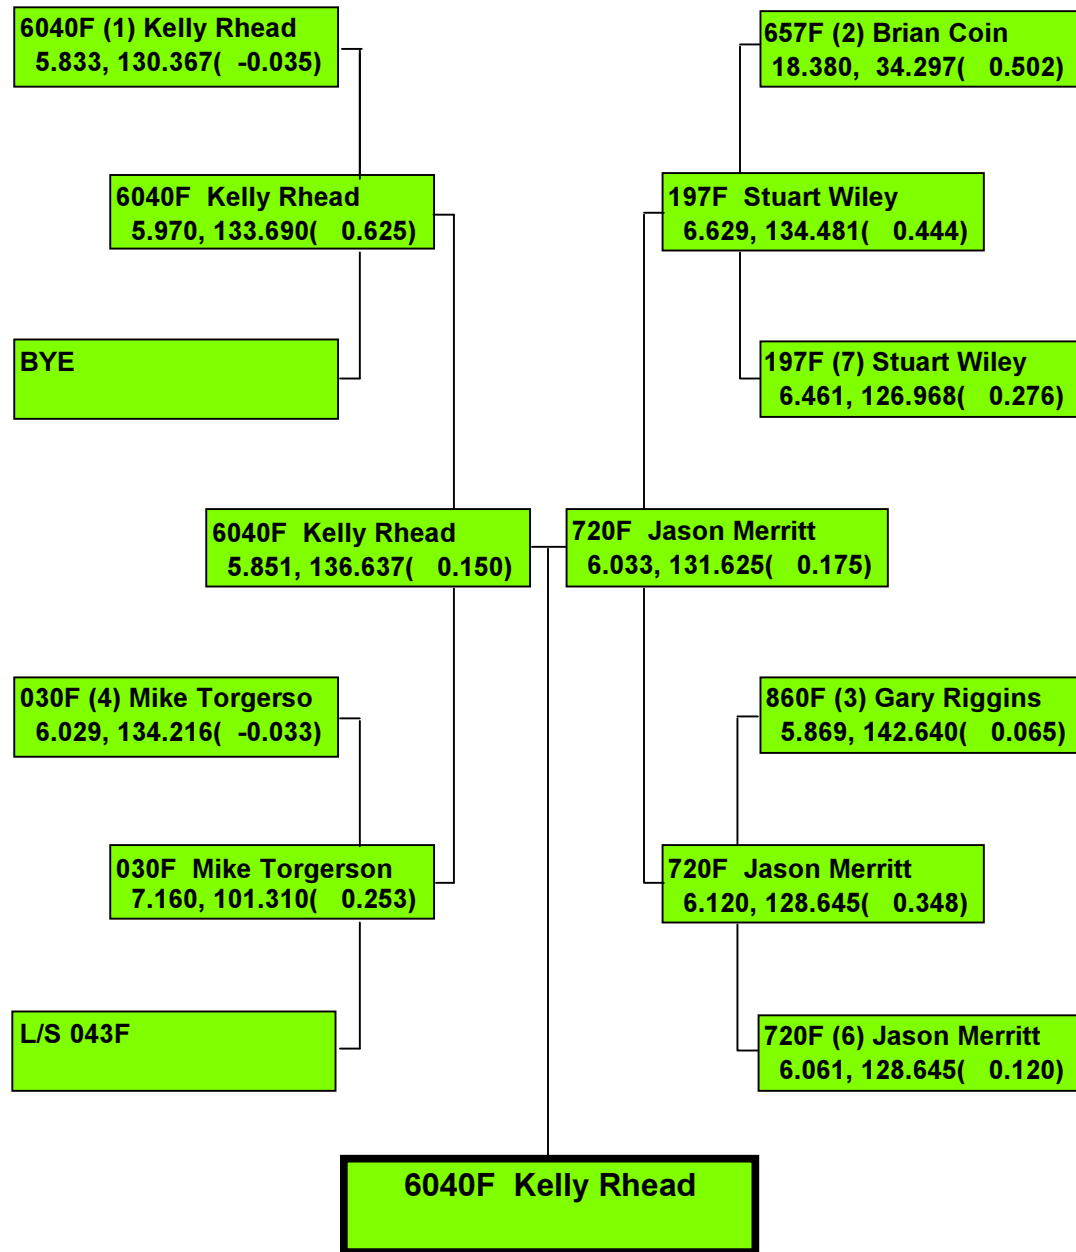 6040F (1) Kelly Rhead
5.833, 130.367( -0.035)
657F (2) Brian Coin
18.380, 34.297( 0.502)
6040F Kelly Rhead
5.970, 133.690( 0.625)
197F Stuart Wiley
6.629, 134.481( 0.444)
BYE
197F (7) Stuart Wiley
6.461, 126.968( 0.276)
6040F Kelly Rhead
5.851, 136.637( 0.150)
720F Jason Merritt
6.033, 131.625( 0.175)
030F (4) Mike Torgerso
6.029, 134.216( -0.033)
860F (3) Gary Riggins
5.869, 142.640( 0.065)
030F Mike Torgerson
7.160, 101.310( 0.253)
720F Jason Merritt
6.120, 128.645( 0.348)
L/S 043F
720F (6) Jason Merritt
6.061, 128.645( 0.120)
6040F Kelly Rhead